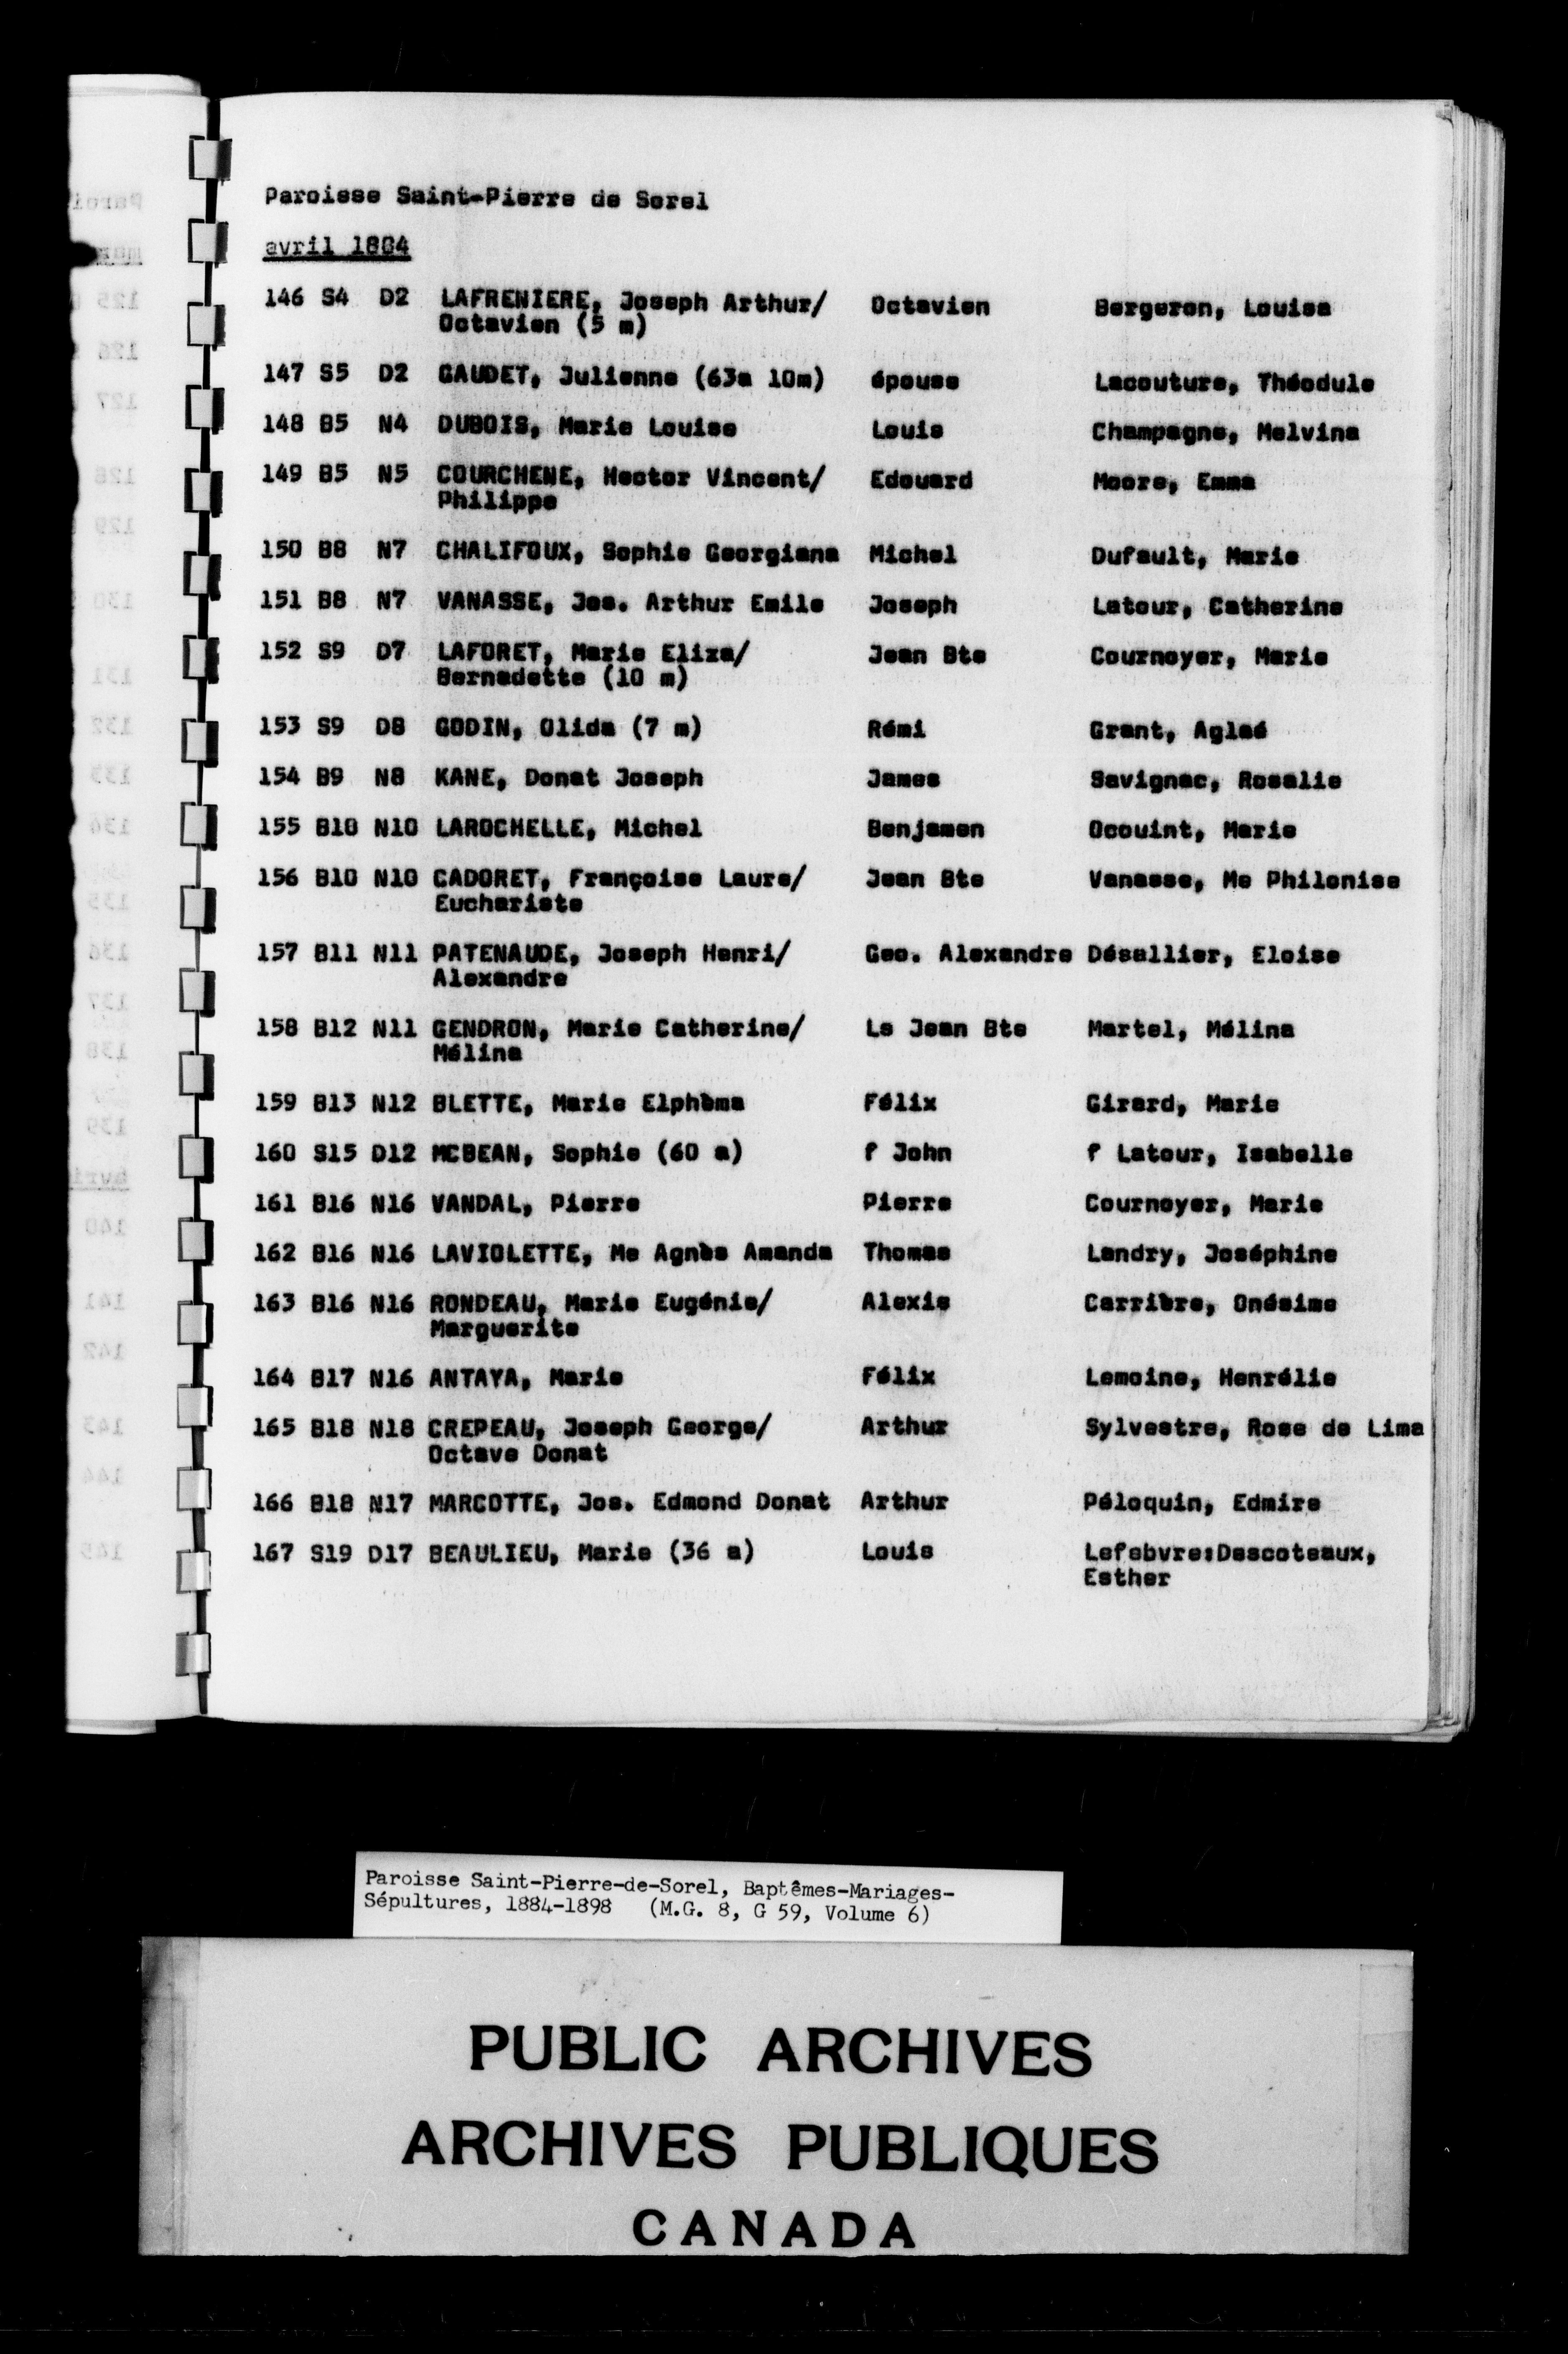 Paroisse Saint-Pierre de Sorel
avril 1884
146 S4 D2 LAFRENIERE, Joseph Arthur/ Octavien Bergeron, Louisa
Octavien (5 m)
147 S5 D2 GAUDET, Julienne (63a 10m) épouse Lacouture, Théodule
148 B5 N4 DUBOIS, Marie Louise Louis Champagne, Melvina
149 B5 N5 COURCHENE, Hector Vincent/ Edouard Moore, Emma
Philippe
150 B8 N7 CHALIFOUX, Sophie Georgiana Michel Dufault, Marie
151 B8 N7 VANASSE, Jos. Arthur Emile Joseph Latour, Catherine
152 S9 D7 LAFORET, Marie Eliza/ Jean Bte Cournoyer, Marie
Bernadette (10 m)
153 S9 D8 GODIN, Olida (7 m) Rémi Grant, Aglaé
154 B9 N8 KANE, Donat Joseph James Savignac, Rosalie
155 B10 N10 LAROCHELLE, Michel Benjamen Ocouint, Marie
156 B10 N10 CADORET, Françoise Laure/ Jean Bte Vanasse, Me Philonise
Euchariste
157 B11 N11 PATENAUDE, Joseph Henri/ Geo. Alexandre Désallier, Eloise
Alexandre
158 B12 N11 GENDRON, Marie Catherine/ Ls Jean Bte Martel, Mélina
Mélina
159 B13 N12 BLETTE, Marie Elphèma Félix Girard, Marie
160 S15 D12 MCBEAN, Sophie (60 a) f John f Latour, Isabelle
161 B16 N16 VANDAL, Pierre Pierre Cournoyer, Marie
162 B16 N16 LAVIOLETTE, Me Agnès Amanda Thomas Landry, Joséphine
163 B16 N16 RONDEAU, Marie Eugénie/ Alexis Carrière, Onésime
Marguerite
164 B17 N16 ANTAYA, Marie Félix Lemoine, Henrélie
165 B18 N18 CREPEAU, Joseph George/ Arthur Sylvestre, Rose de Lima
Octave Donat
166 B18 N17 MARCOTTE, Jos. Edmond Donat Arthur Péloquin, Edmire
167 S19 D17 BEAULIEU, Marie (36 a) Louis Lefebvre:Descoteaux,
Esther
Paroisse Saint-Pierre-de-Sorel, Baptêmes-Mariages-
Sépultures, 1884-1898 (M.G. 8, G 59, Volume 6)
PUBLIC ARCHIVES
ARCHIVES PUBLIQUES
CANADA